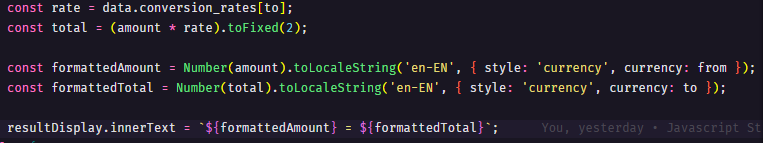 const rate = data.conversion_rates[to];
const total = (amount * rate).toFixed(2);
const formattedAmount = Number(amount).toLocaleString('en-EN', { style: 'currency', currency: from });
const formattedTotal = Number(total).toLocaleString('en-EN', { style: 'currency', currency: to });
resultDisplay.innerText = `${formattedAmount} = ${formattedTotal}`; You, yesterday • Javascript St